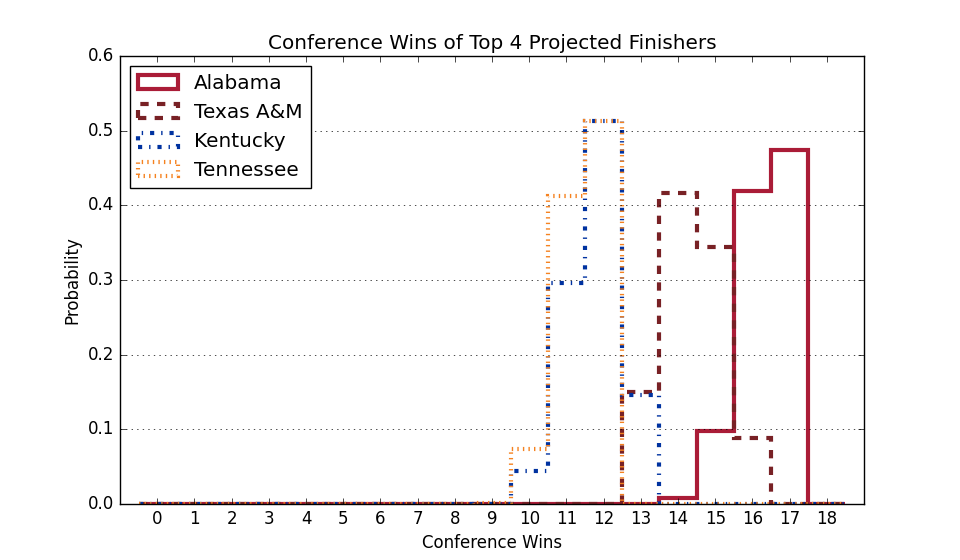 Conference Wins of Top 4 Projected Finishers
0.6
0.5
0.4
0.3
0.2
0.1
0.0
Probability
Alabama
Texas A&M
Kentucky
Tennessee
0 1 2 3 4 5 6 7 8 9 10 11 12 13 14 15 16 17 18
Conference Wins